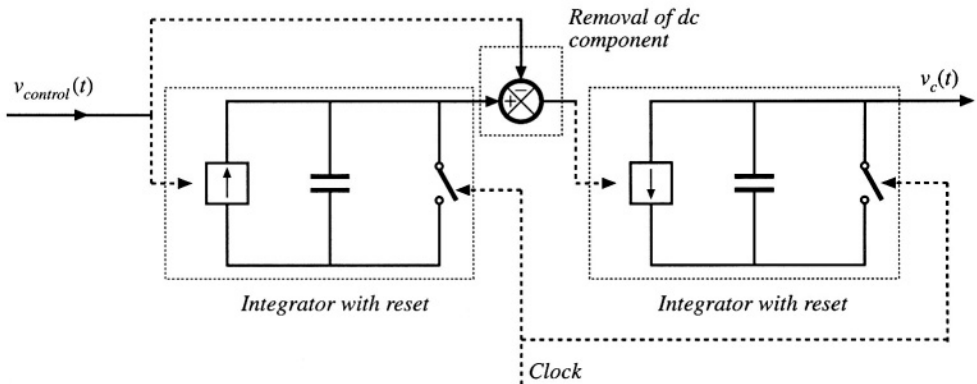 Removal of dc
component
v_control(t)
v_c(t)
+
−
Integrator with reset
Integrator with reset
Clock